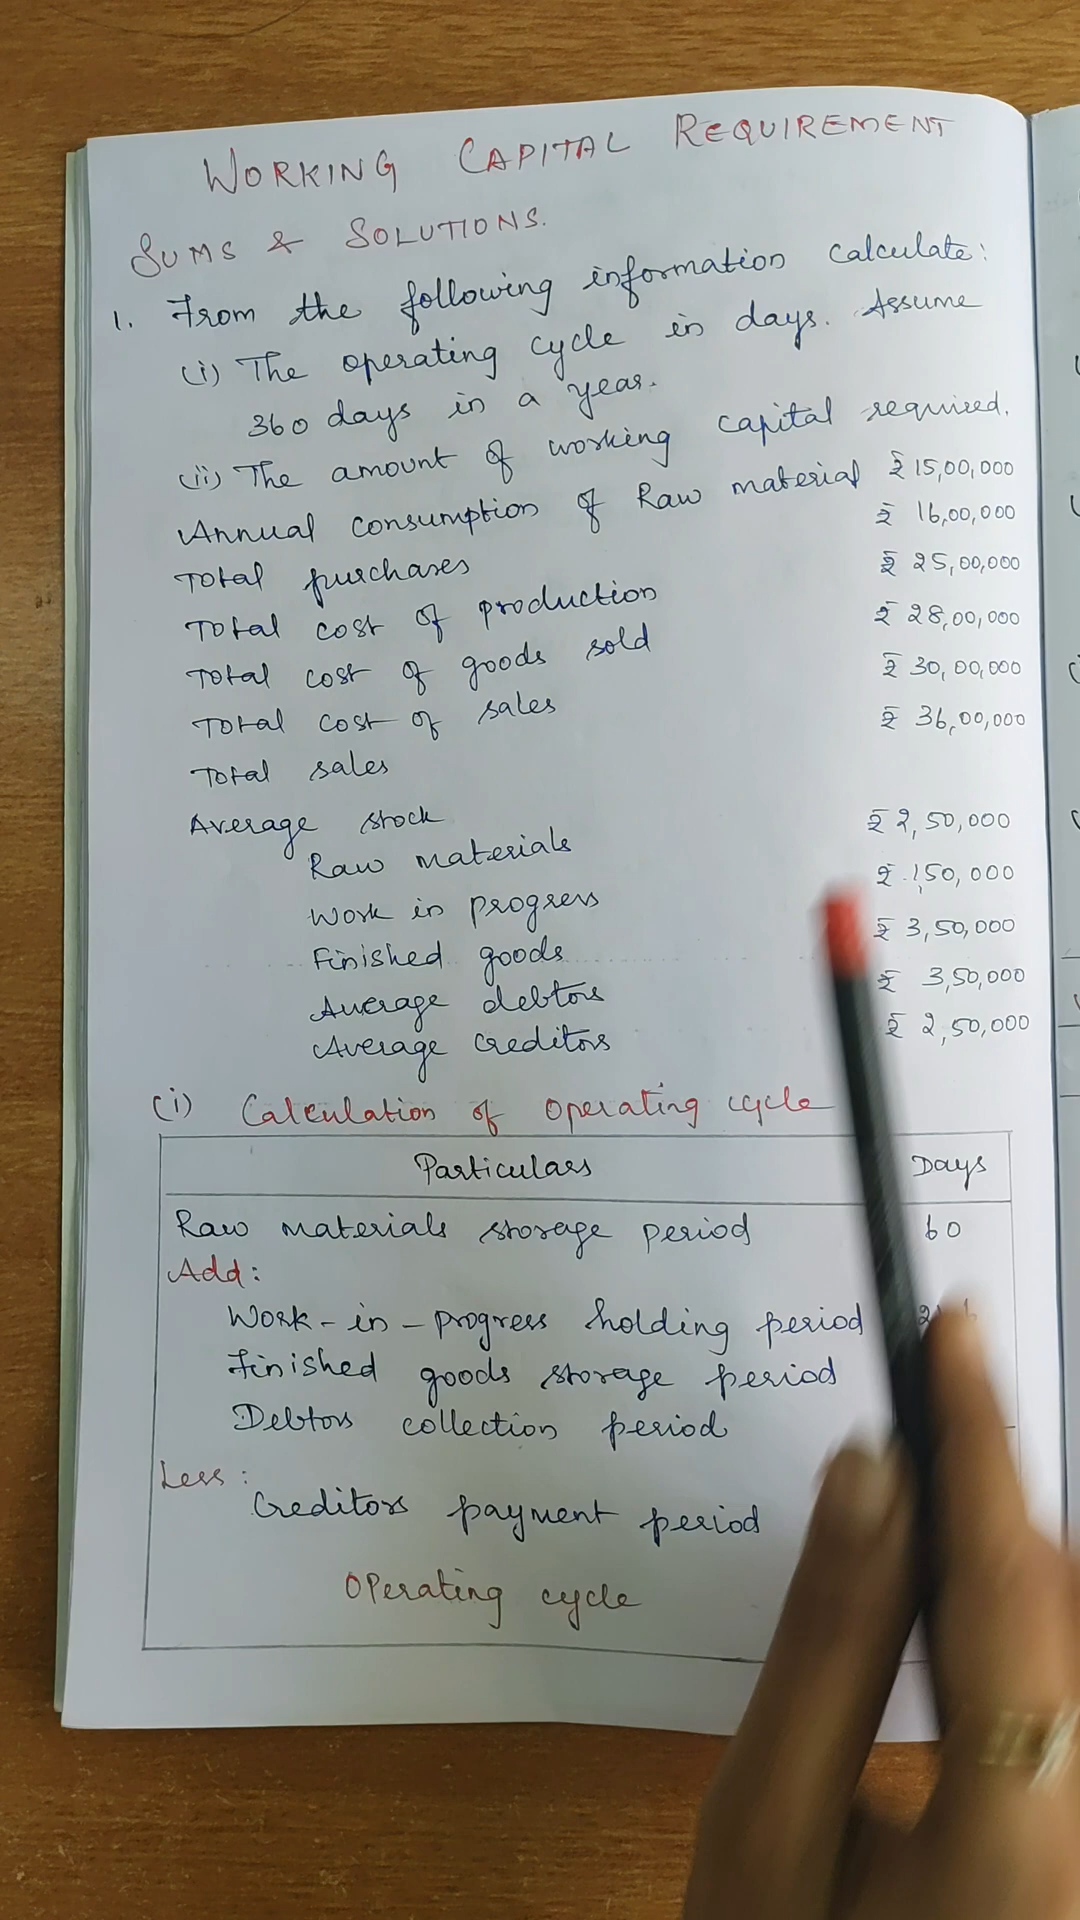 WORKING CAPITAL REQUIREMENT
SUMS & SOLUTIONS.
1. From the following information calculate:
(i) The operating cycle in days. Assume
360 days in a year.
(ii) The amount of working capital required.
Annual consumption of Raw material ₹ 15,00,000
Total purchases ₹ 16,00,000
Total cost of production ₹ 25,00,000
Total cost of goods sold ₹ 28,00,000
Total cost of sales ₹ 30,00,000
Total sales ₹ 36,00,000
Average stock
Raw materials ₹ 2,50,000
Work in progress ₹ 1,50,000
Finished goods ₹ 3,50,000
Average debtors ₹ 3,50,000
Average creditors ₹ 2,50,000
(i) Calculation of Operating cycle
Particulars Days
Raw materials storage period 60
Add:
Work-in-progress holding period
Finished goods storage period
Debtors collection period
Less:
Creditors payment period
Operating cycle